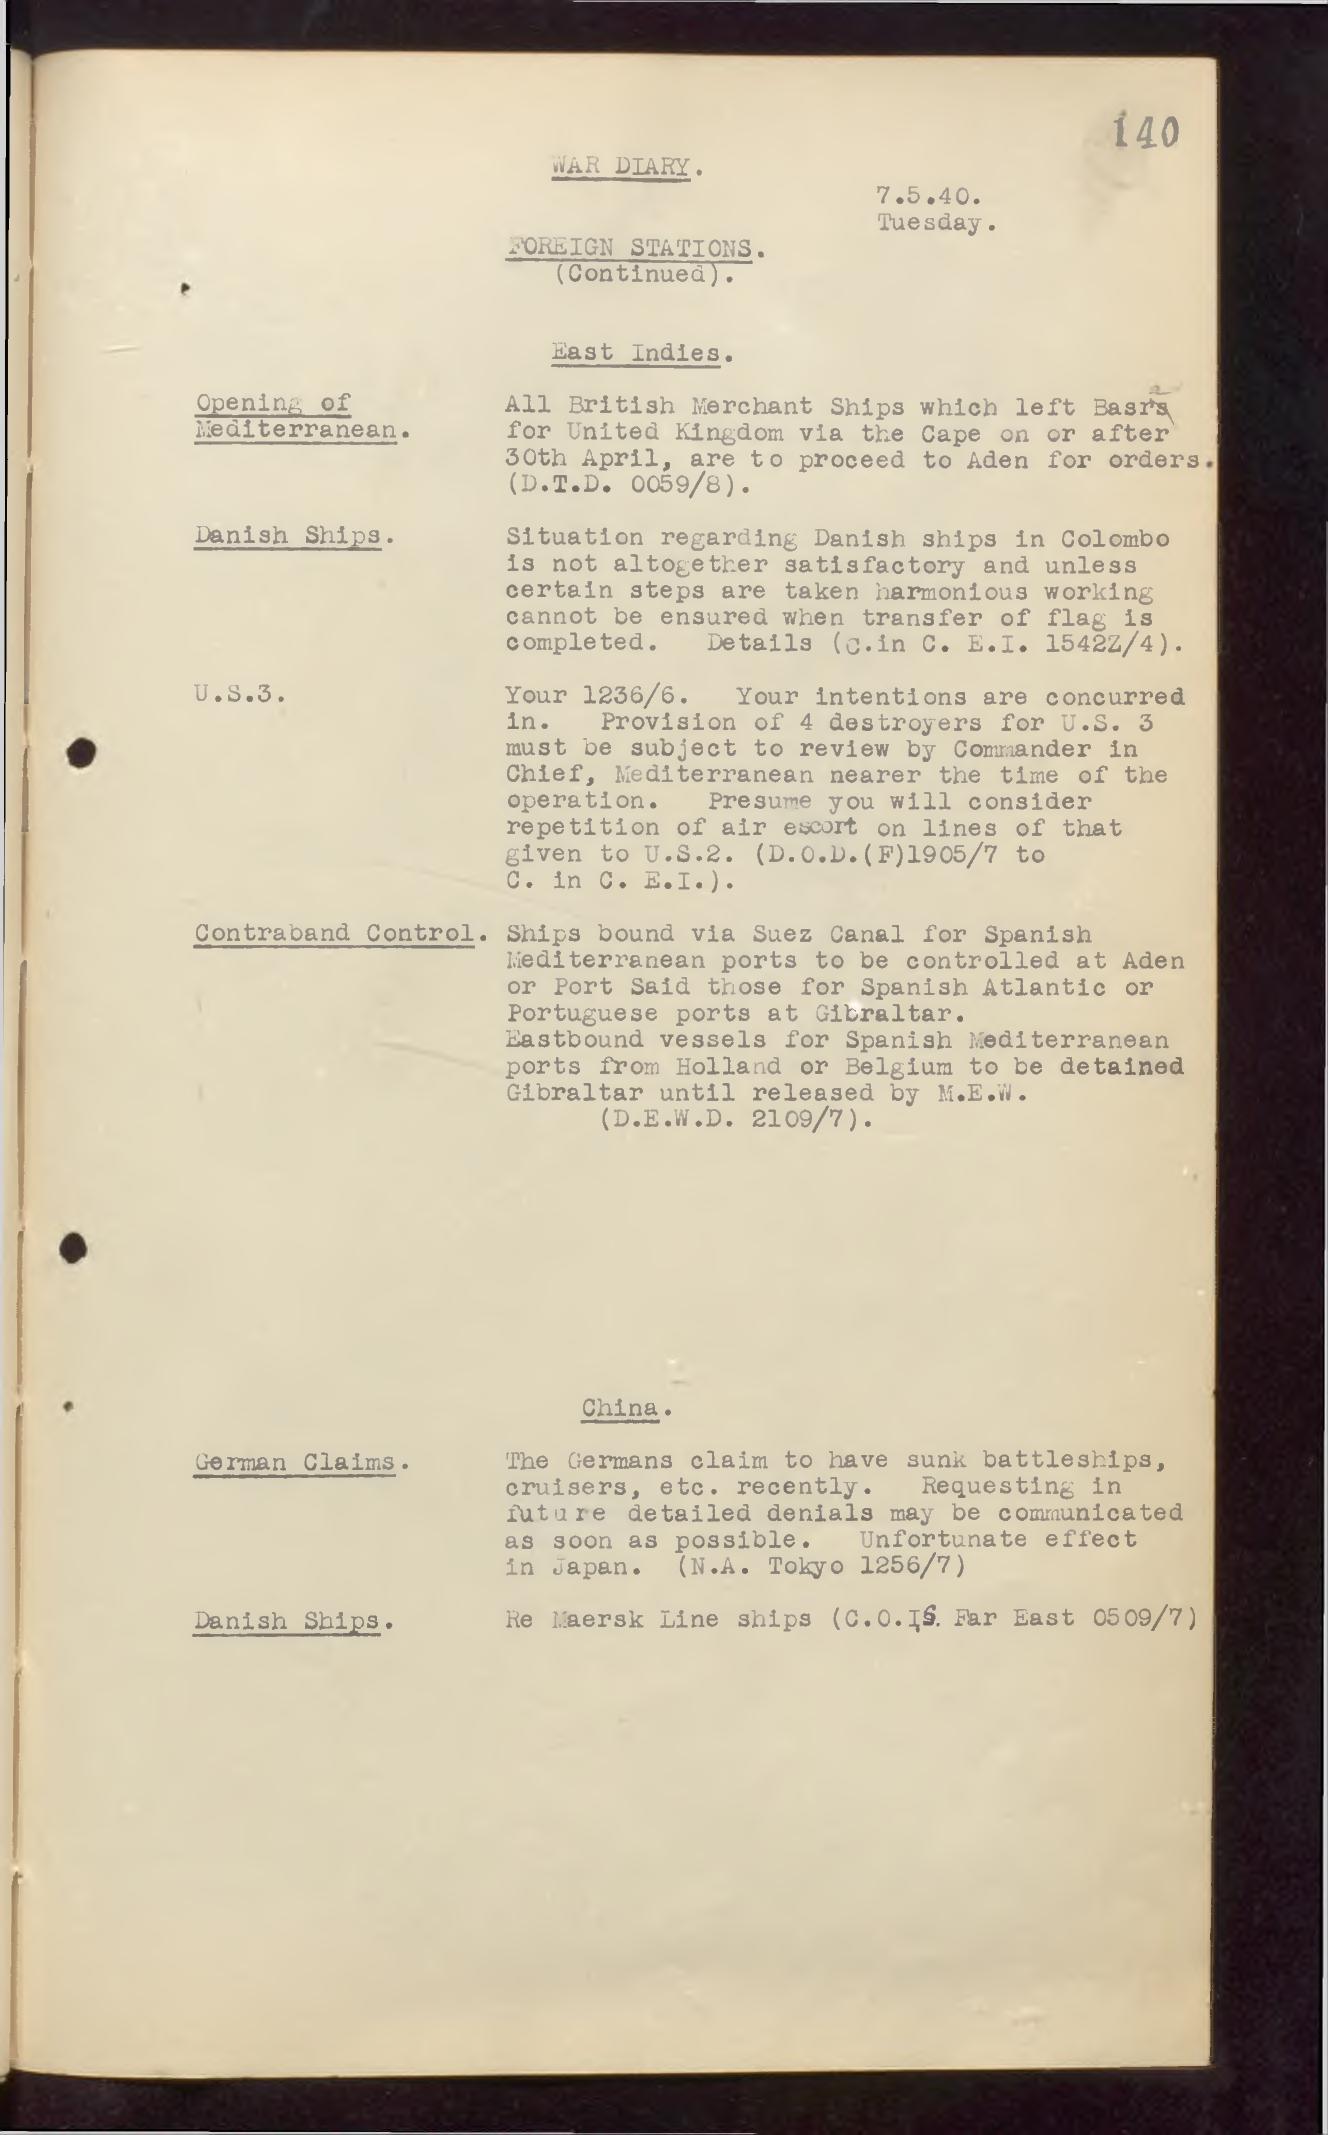 140
WAR DIARY.
7.5.40.
Tuesday.
FOREIGN STATIONS.
(Continued).
East Indies.
Opening of
Mediterranean.
All British Merchant Ships which left Basra
for United Kingdom via the Cape on or after
30th April, are to proceed to Aden for orders.
(D.T.D. 0059/8).
Danish Ships.
Situation regarding Danish ships in Colombo
is not altogether satisfactory and unless
certain steps are taken harmonious working
cannot be ensured when transfer of flag is
completed. Details (C.in C. E.I. 1542Z/4).
U.S.3.
Your 1236/6. Your intentions are concurred
in. Provision of 4 destroyers for U.S. 3
must be subject to review by Commander in
Chief, Mediterranean nearer the time of the
operation. Presume you will consider
repetition of air escort on lines of that
given to U.S.2. (D.O.D.(F)1905/7 to
C. in C. E.I.).
Contraband Control.
Ships bound via Suez Canal for Spanish
Mediterranean ports to be controlled at Aden
or Port Said those for Spanish Atlantic or
Portuguese ports at Gibraltar.
Eastbound vessels for Spanish Mediterranean
ports from Holland or Belgium to be detained
Gibraltar until released by M.E.W.
(D.E.W.D. 2109/7).
China.
German Claims.
The Germans claim to have sunk battleships,
cruisers, etc. recently. Requesting in
future detailed denials may be communicated
as soon as possible. Unfortunate effect
in Japan. (N.A. Tokyo 1256/7)
Danish Ships.
Re Maersk Line ships (C.O.I.S. Far East 0509/7)